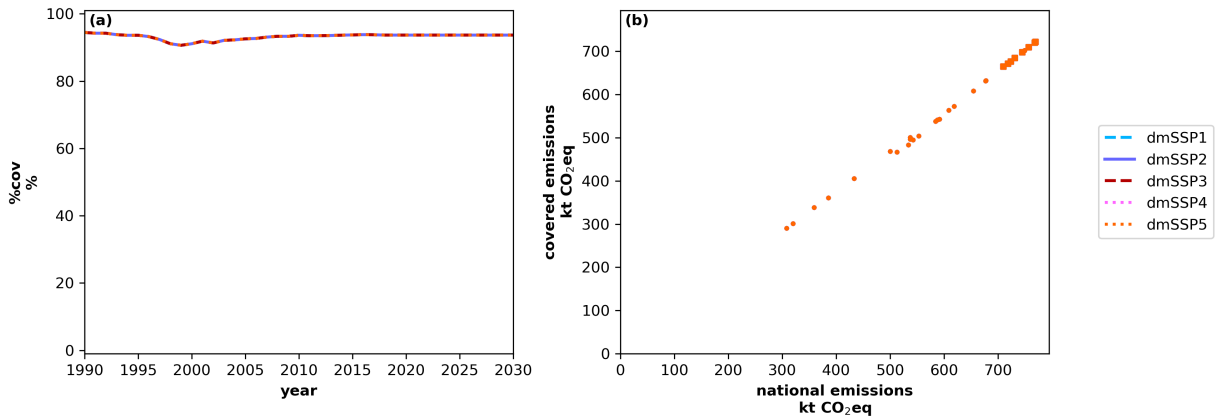 (a)
100
80
60
40
20
0
%cov
%
1990 1995 2000 2005 2010 2015 2020 2025 2030
year
(b)
700
600
500
400
300
200
100
0
covered emissions
kt CO₂eq
0 100 200 300 400 500 600 700
national emissions
kt CO₂eq
dmSSP1
dmSSP2
dmSSP3
dmSSP4
dmSSP5